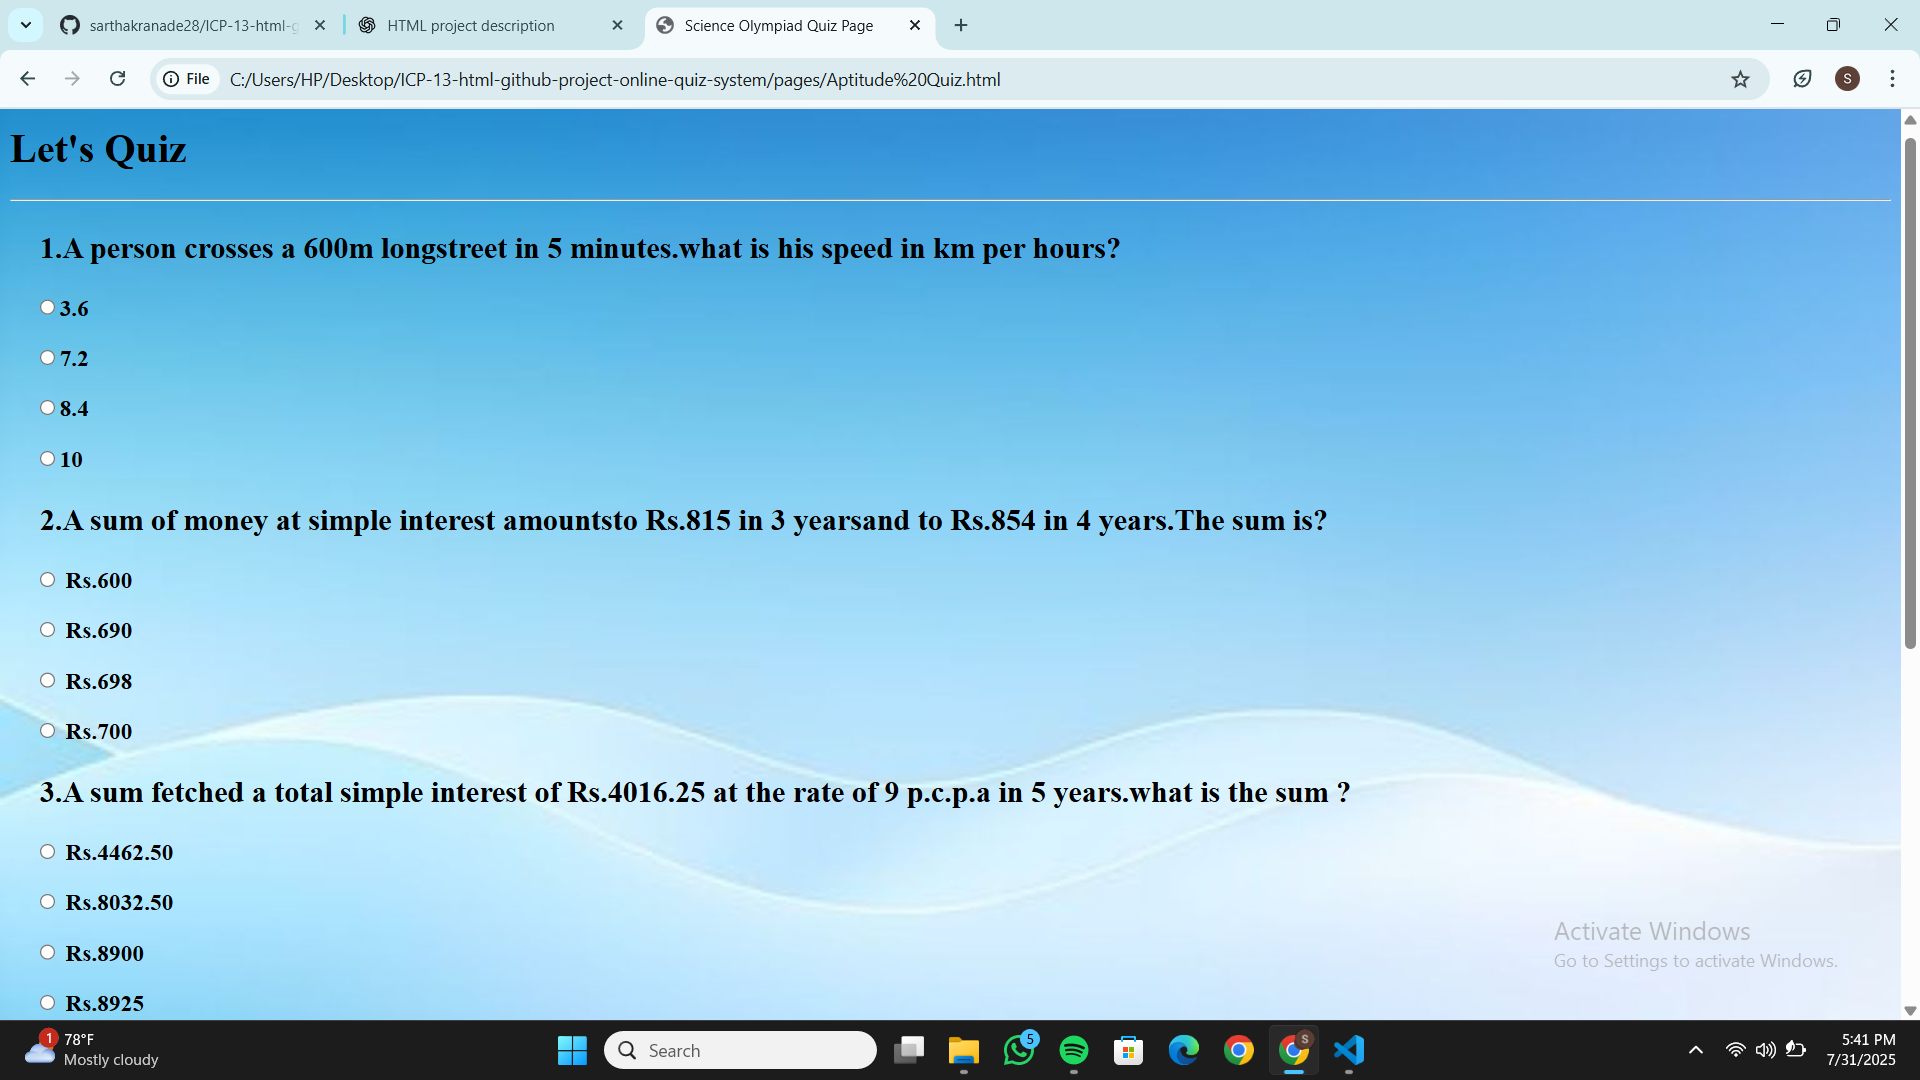 sarthakranade28/ICP-13-html-g
HTML project description
Science Olympiad Quiz Page
File
C:/Users/HP/Desktop/ICP-13-html-github-project-online-quiz-system/pages/Aptitude%20Quiz.html
S
Let's Quiz
1.A person crosses a 600m longstreet in 5 minutes.what is his speed in km per hours?
3.6
7.2
8.4
10
2.A sum of money at simple interest amountsto Rs.815 in 3 yearsand to Rs.854 in 4 years.The sum is?
Rs.600
Rs.690
Rs.698
Rs.700
3.A sum fetched a total simple interest of Rs.4016.25 at the rate of 9 p.c.p.a in 5 years.what is the sum ?
Rs.4462.50
Rs.8032.50
Rs.8900
Rs.8925
Activate Windows
Go to Settings to activate Windows.
1
78°F
Mostly cloudy
Search
5
S
5:41 PM
7/31/2025